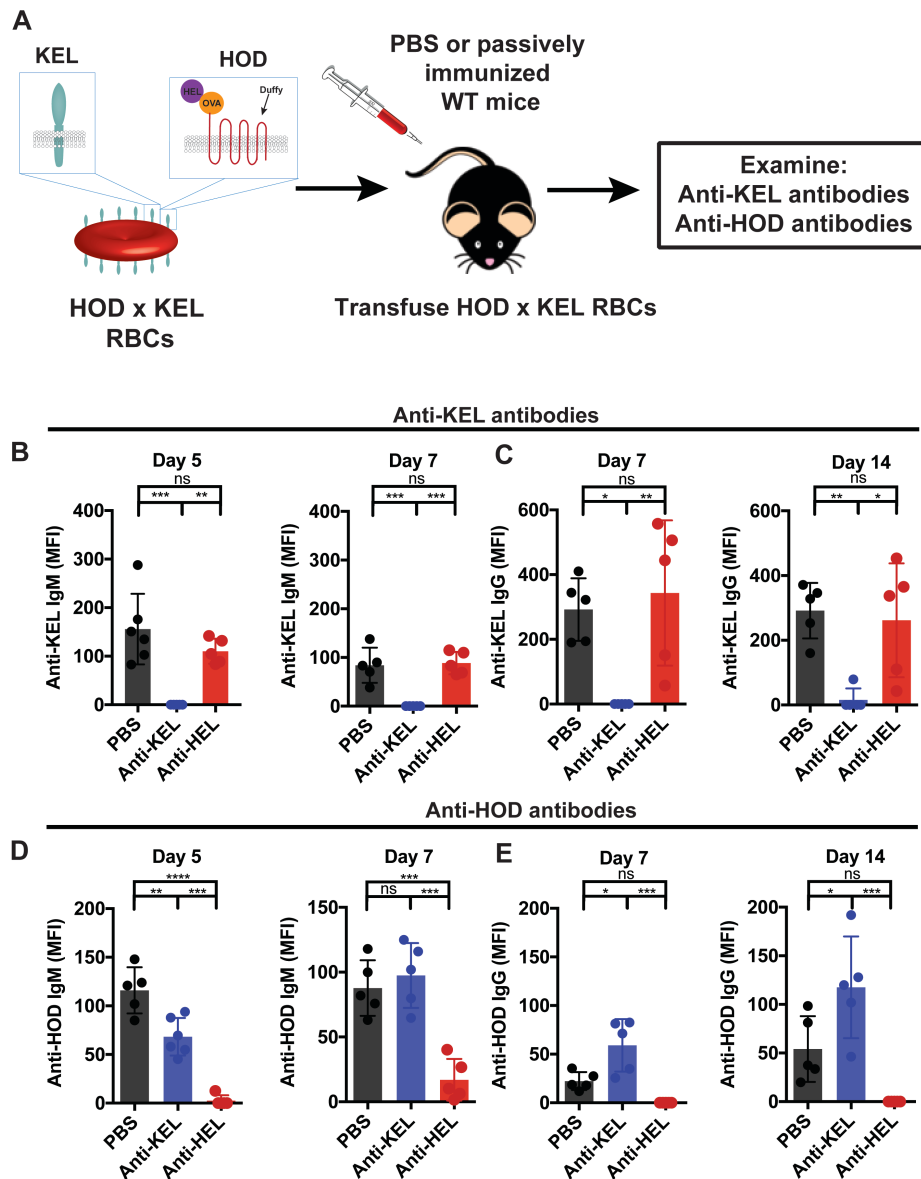 A
KEL
HOD
HEL
OVA
Duffy
PBS or passively
immunized
WT mice
Examine:
Anti-KEL antibodies
Anti-HOD antibodies
HOD x KEL
RBCs
Transfuse HOD x KEL RBCs
Anti-KEL antibodies
B
Day 5
ns
*** **
Anti-KEL IgM (MFI)
400
300
200
100
0
PBS
Anti-KEL
Anti-HEL
Day 7
ns
*** ***
Anti-KEL IgM (MFI)
400
300
200
100
0
PBS
Anti-KEL
Anti-HEL
C
Day 7
ns
* **
Anti-KEL IgG (MFI)
600
400
200
0
PBS
Anti-KEL
Anti-HEL
Day 14
ns
** *
Anti-KEL IgG (MFI)
600
400
200
0
PBS
Anti-KEL
Anti-HEL
Anti-HOD antibodies
D
Day 5
****
** ***
Anti-HOD IgM (MFI)
200
150
100
50
0
PBS
Anti-KEL
Anti-HEL
Day 7
***
ns ***
Anti-HOD IgM (MFI)
150
100
50
0
PBS
Anti-KEL
Anti-HEL
E
Day 7
ns
* ***
Anti-HOD IgG (MFI)
200
150
100
50
0
PBS
Anti-KEL
Anti-HEL
Day 14
ns
* ***
Anti-HOD IgG (MFI)
200
150
100
50
0
PBS
Anti-KEL
Anti-HEL